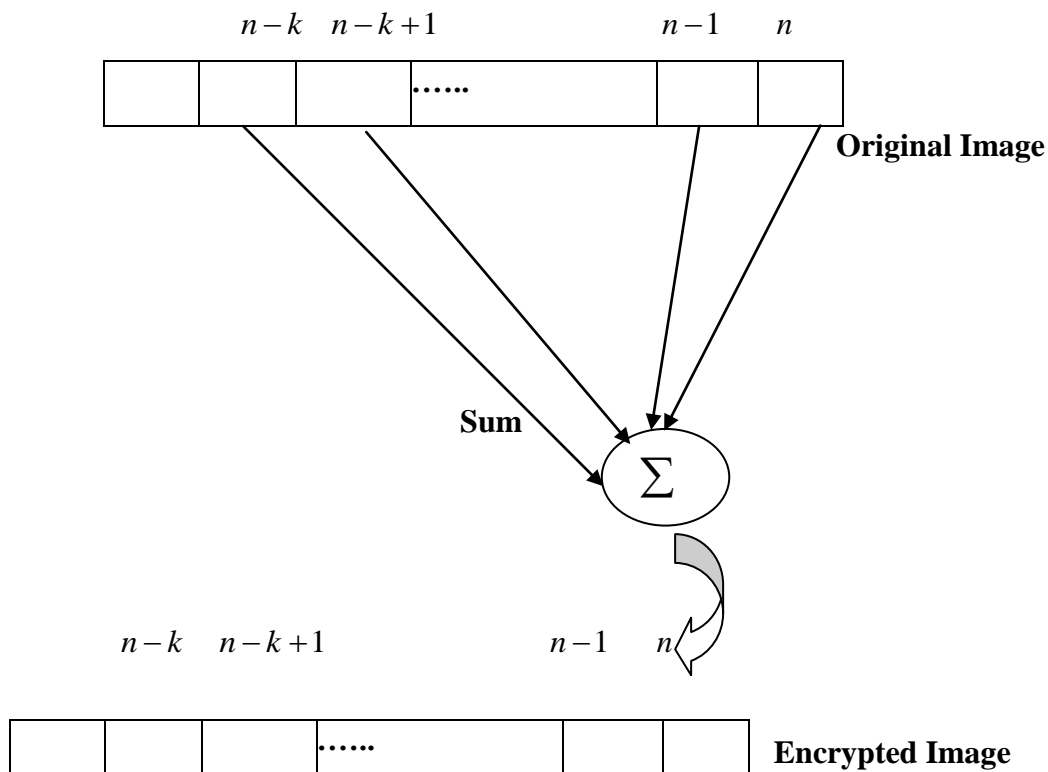 n − k n − k + 1 n − 1 n
……
Original Image
Sum
∑
n − k n − k + 1 n − 1 n
……
Encrypted Image